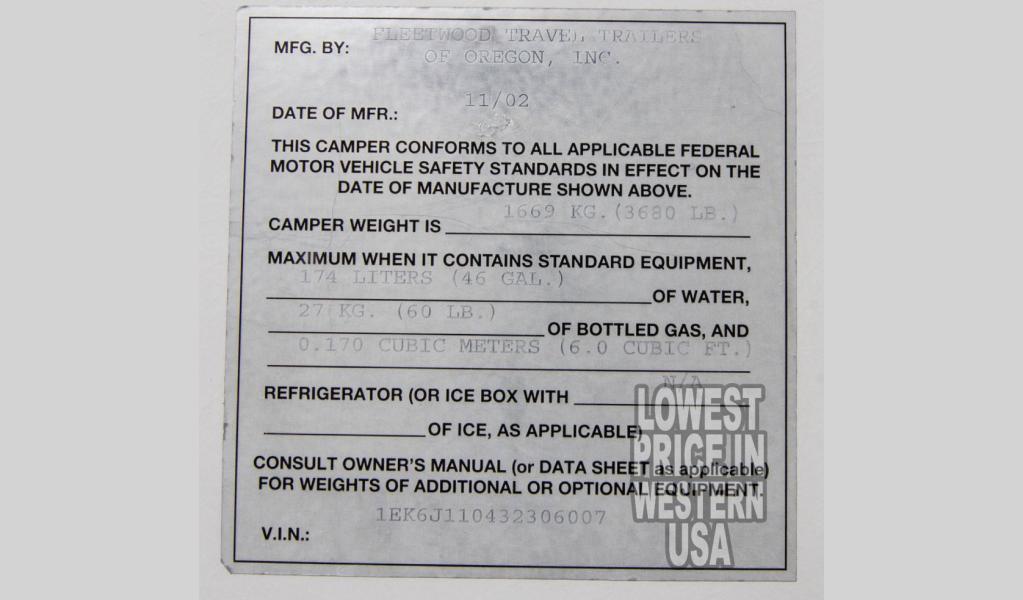 MFG. BY: FLEETWOOD TRAVEL TRAILERS
OF OREGON, INC.
DATE OF MFR.: 11/02
THIS CAMPER CONFORMS TO ALL APPLICABLE FEDERAL
MOTOR VEHICLE SAFETY STANDARDS IN EFFECT ON THE
DATE OF MANUFACTURE SHOWN ABOVE.
CAMPER WEIGHT IS 1669 KG.(3680 LB.)
MAXIMUM WHEN IT CONTAINS STANDARD EQUIPMENT,
174 LITERS (46 GAL.) OF WATER,
27 KG. (60 LB.) OF BOTTLED GAS, AND
0.170 CUBIC METERS (6.0 CUBIC FT.)
REFRIGERATOR (OR ICE BOX WITH N/A
OF ICE, AS APPLICABLE)
CONSULT OWNER'S MANUAL (or DATA SHEET as applicable)
FOR WEIGHTS OF ADDITIONAL OR OPTIONAL EQUIPMENT.
V.I.N.: 1EK6J110432306007
LOWEST
PRICE IN
WESTERN
USA